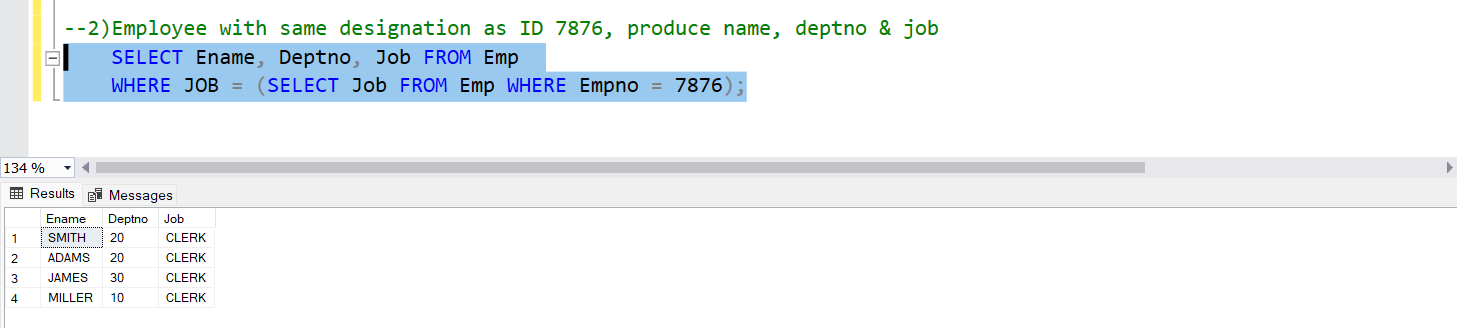 --2)Employee with same designation as ID 7876, produce name, deptno & job
SELECT Ename, Deptno, Job FROM Emp
WHERE JOB = (SELECT Job FROM Emp WHERE Empno = 7876);
134 %
Results Messages
Ename Deptno Job
1 SMITH 20 CLERK
2 ADAMS 20 CLERK
3 JAMES 30 CLERK
4 MILLER 10 CLERK